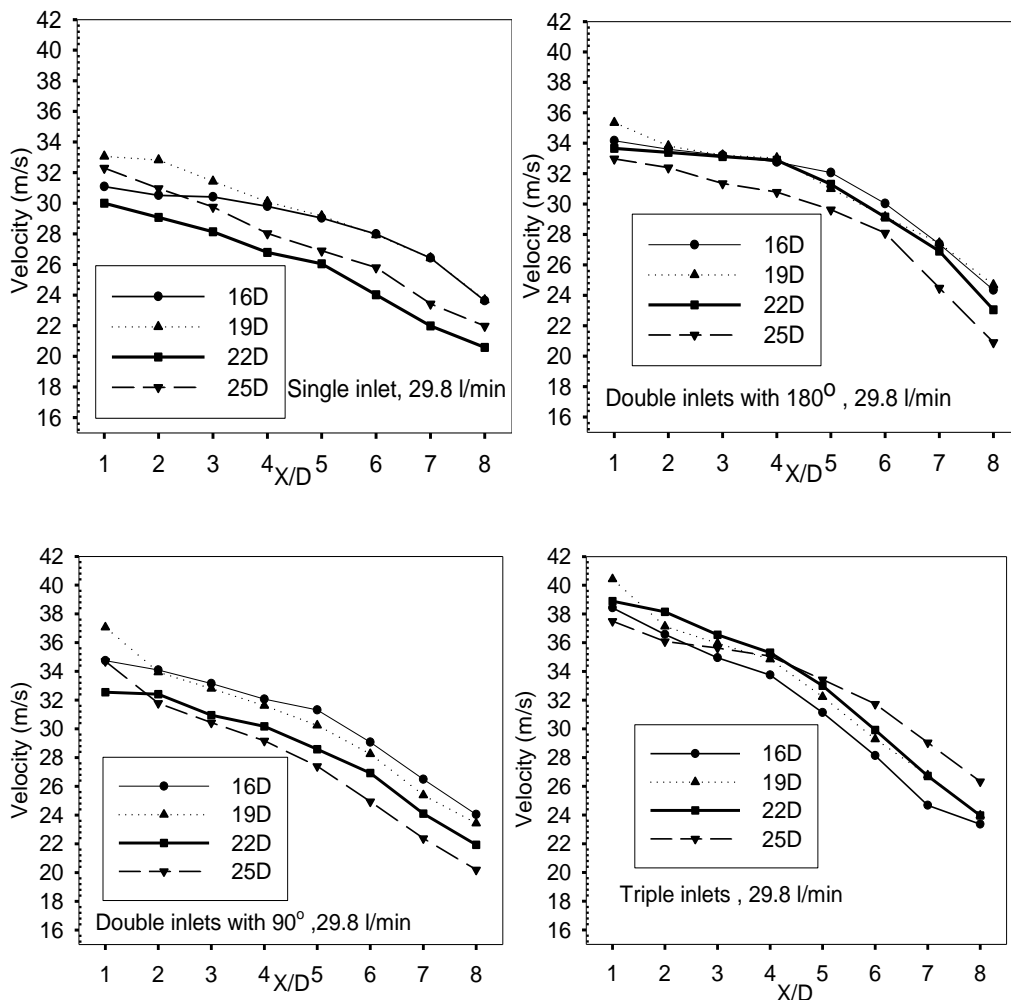 42
40
38
36
34
32
30
28
26
24
22
20
18
16
Velocity (m/s)
16D
19D
22D
25D
Single inlet, 29.8 l/min
1 2 3 4 5 6 7 8
X/D
42
40
38
36
34
32
30
28
26
24
22
20
18
16
Velocity (m/s)
16D
19D
22D
25D
Double inlets with 180° , 29.8 l/min
1 2 3 4 5 6 7 8
X/D
42
40
38
36
34
32
30
28
26
24
22
20
18
16
Velocity (m/s)
16D
19D
22D
25D
Double inlets with 90° ,29.8 l/min
1 2 3 4 5 6 7 8
X/D
42
40
38
36
34
32
30
28
26
24
22
20
18
16
Velocity (m/s)
16D
19D
22D
25D
Triple inlets , 29.8 l/min
1 2 3 4 5 6 7 8
X/D